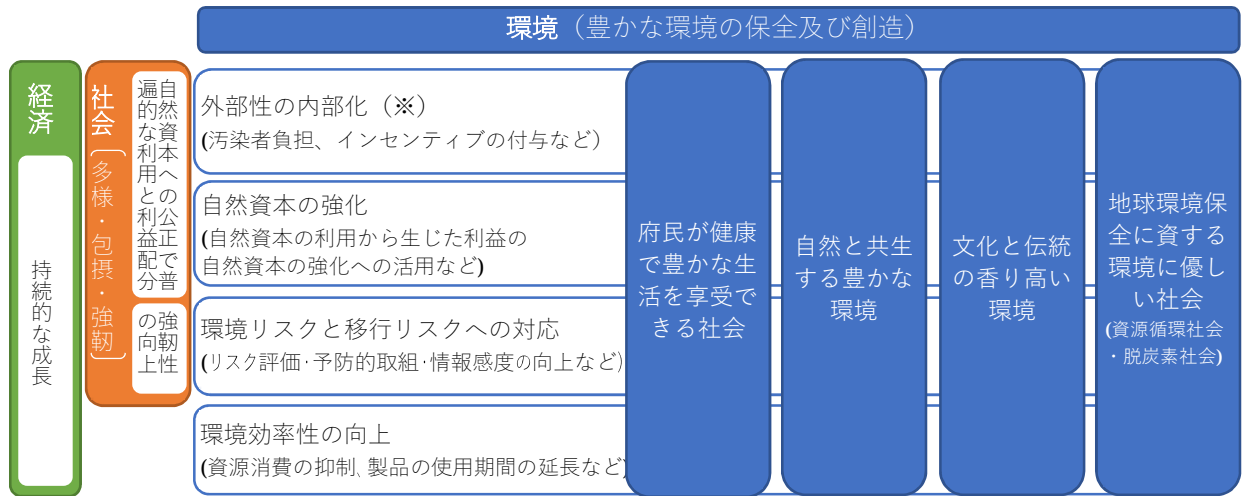 環境（豊かな環境の保全及び創造）
経済
持続的な成長
社会
〔多様・包摂・強靭〕
自然資本への公正で普
遍的な利用と利益配分
強靭性
の向上
外部性の内部化（※）
(汚染者負担、インセンティブの付与など）
自然資本の強化
(自然資本の利用から生じた利益の
自然資本の強化への活用など)
環境リスクと移行リスクへの対応
(リスク評価･予防的取組･情報感度の向上など)
環境効率性の向上
(資源消費の抑制､製品の使用期間の延長など)
府民が健康
で豊かな生
活を享受で
きる社会
自然と共生
する豊かな
環境
文化と伝統
の香り高い
環境
地球環境保
全に資する
環境に優し
い社会
(資源循環社会
・脱炭素社会)